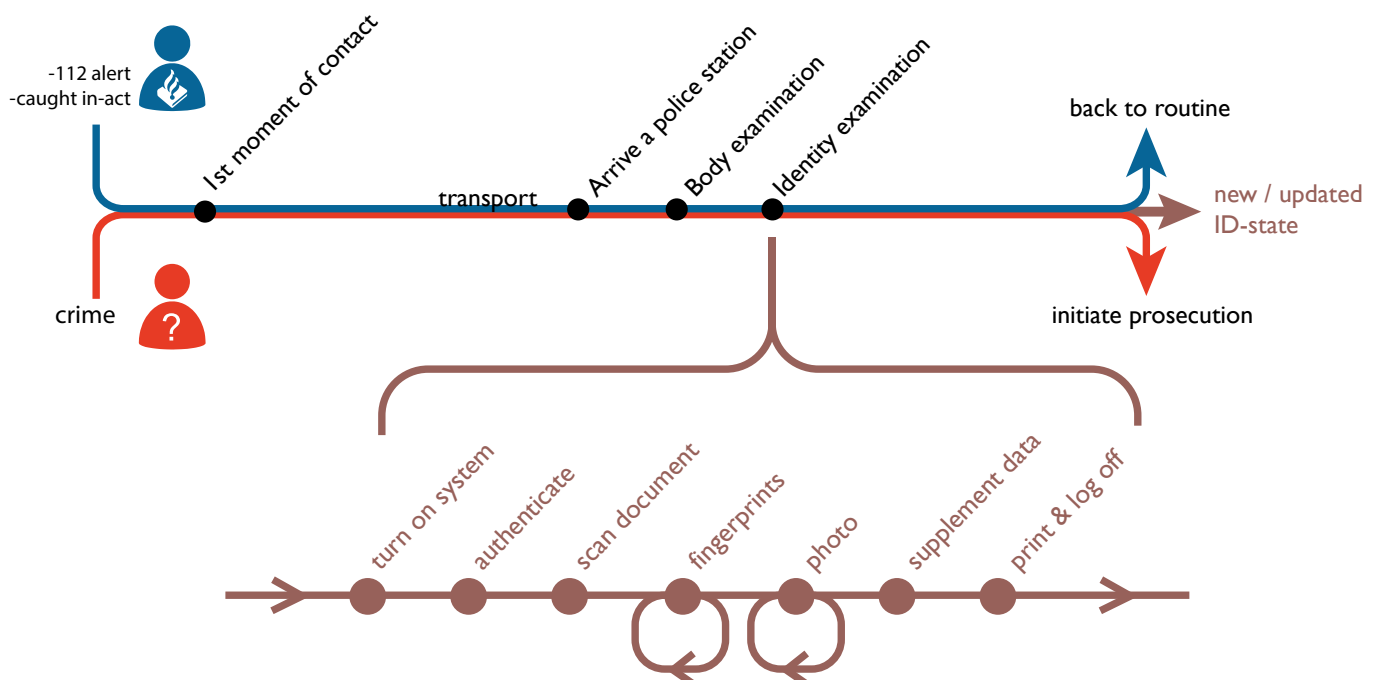 -112 alert
-caught in-act
1st moment of contact
transport
Arrive a police station
Body examination
Identity examination
back to routine
new / updated
ID-state
crime
?
initiate prosecution
turn on system
authenticate
scan document
fingerprints
photo
supplement data
print & log off